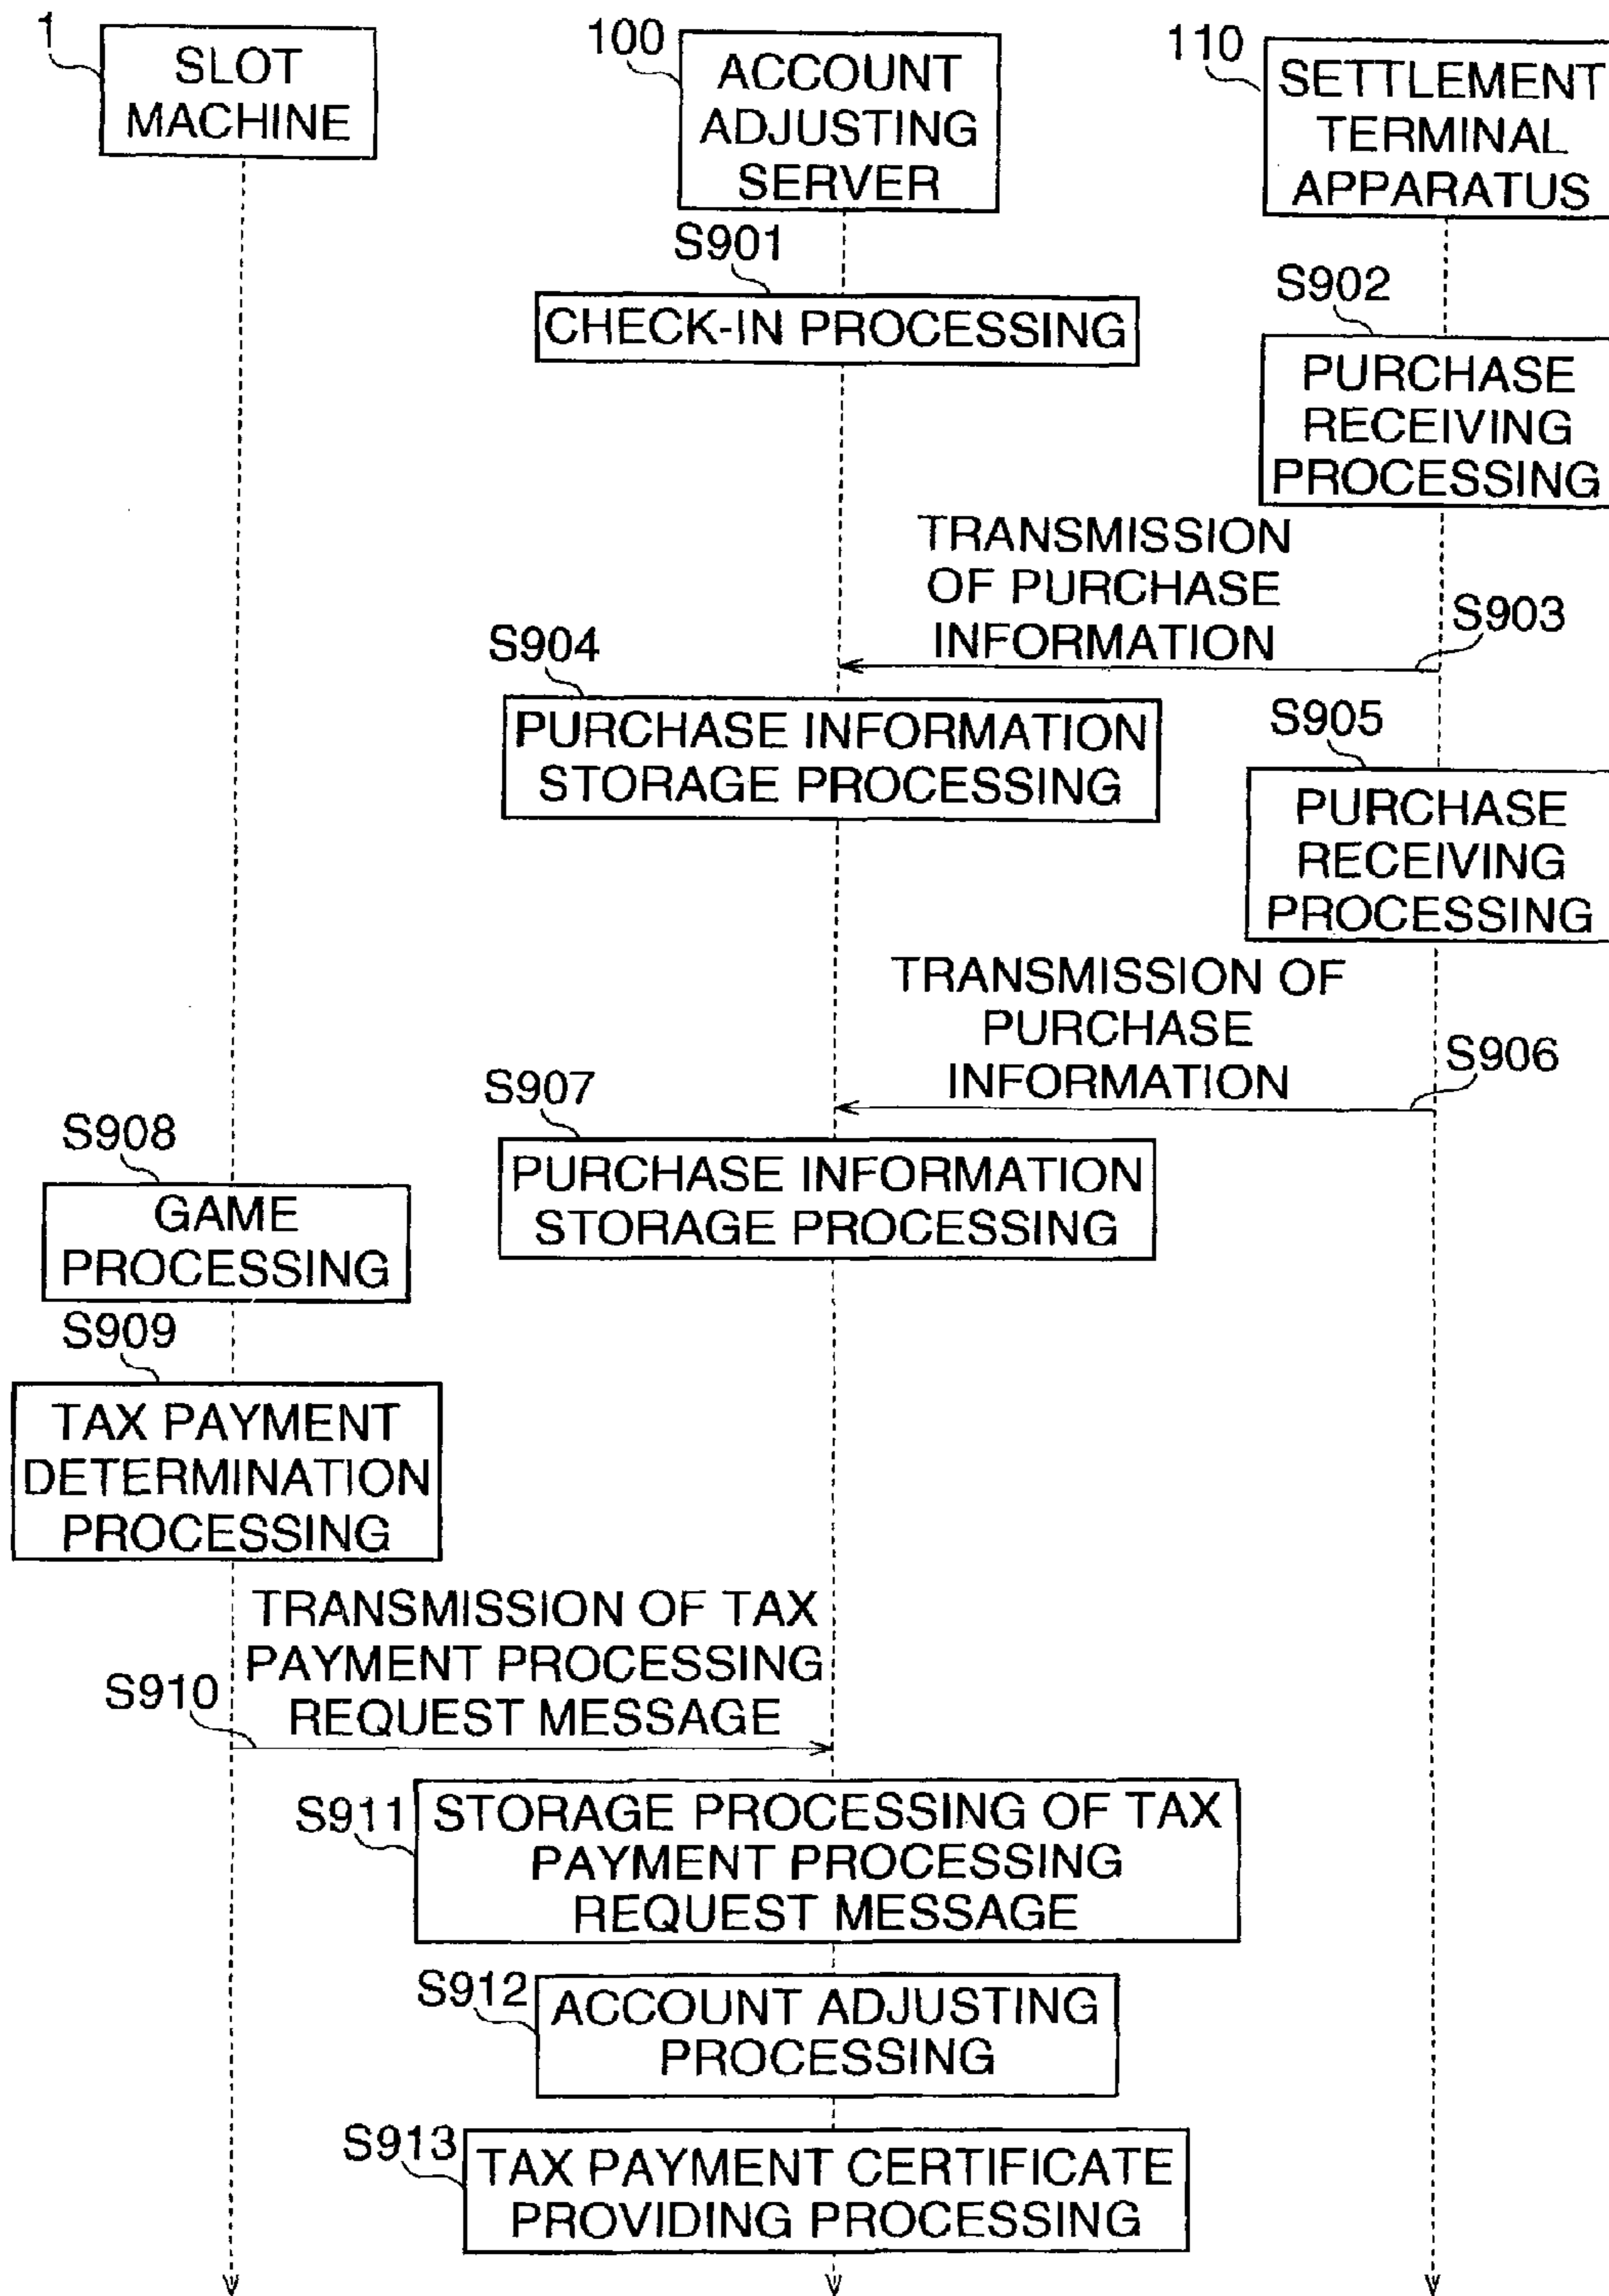 1
SLOT
MACHINE
100
ACCOUNT
ADJUSTING
SERVER
110
SETTLEMENT
TERMINAL
APPARATUS
S901
CHECK-IN PROCESSING
S902
PURCHASE
RECEIVING
PROCESSING
TRANSMISSION
OF PURCHASE
INFORMATION
S903
S904
PURCHASE INFORMATION
STORAGE PROCESSING
S905
PURCHASE
RECEIVING
PROCESSING
TRANSMISSION OF
PURCHASE
INFORMATION
S906
S907
PURCHASE INFORMATION
STORAGE PROCESSING
S908
GAME
PROCESSING
S909
TAX PAYMENT
DETERMINATION
PROCESSING
TRANSMISSION OF TAX
PAYMENT PROCESSING
REQUEST MESSAGE
S910
S911
STORAGE PROCESSING OF TAX
PAYMENT PROCESSING
REQUEST MESSAGE
S912
ACCOUNT ADJUSTING
PROCESSING
S913
TAX PAYMENT CERTIFICATE
PROVIDING PROCESSING